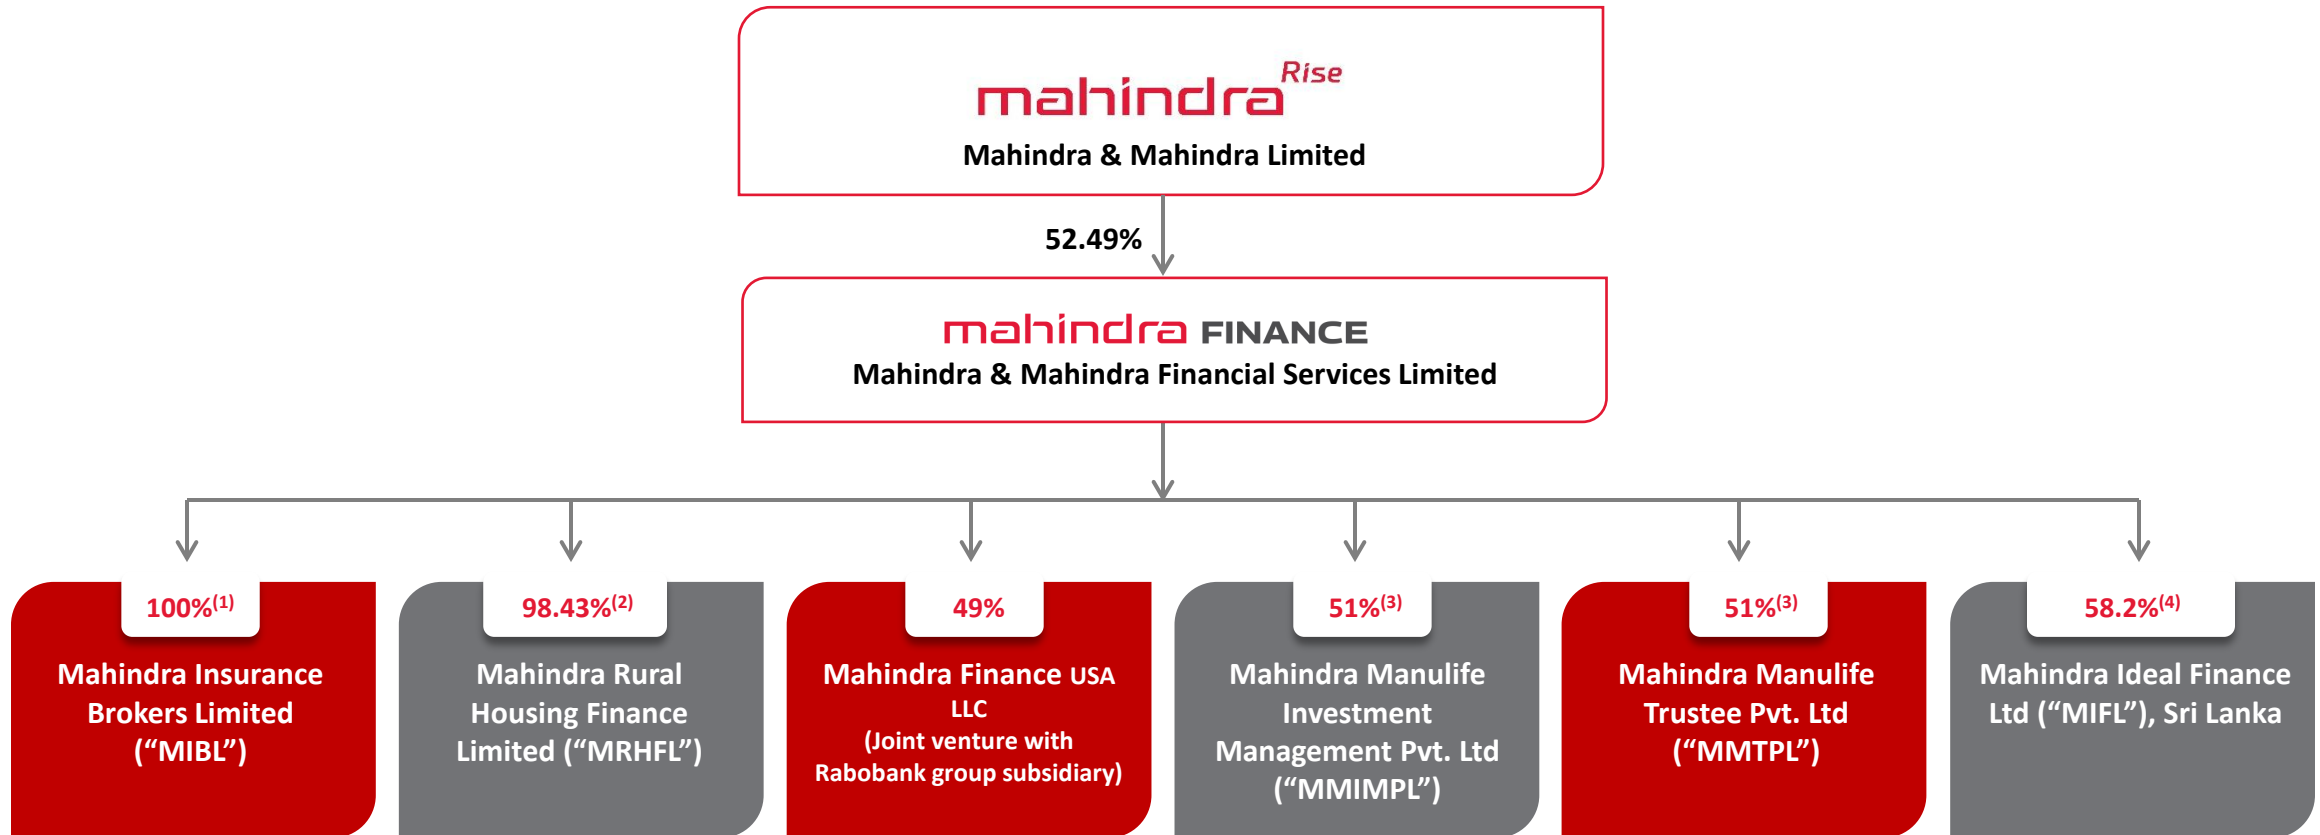 mahindra Rise
Mahindra & Mahindra Limited
52.49%
mahindra FINANCE
Mahindra & Mahindra Financial Services Limited
100%(1)
Mahindra Insurance
Brokers Limited
(“MIBL”)
98.43%(2)
Mahindra Rural
Housing Finance
Limited (“MRHFL”)
49%
Mahindra Finance USA
LLC
(Joint venture with
Rabobank group subsidiary)
51%(3)
Mahindra Manulife
Investment
Management Pvt. Ltd
(“MMIMPL”)
51%(3)
Mahindra Manulife
Trustee Pvt. Ltd
(“MMTPL”)
58.2%(4)
Mahindra Ideal Finance
Ltd (“MIFL”), Sri Lanka